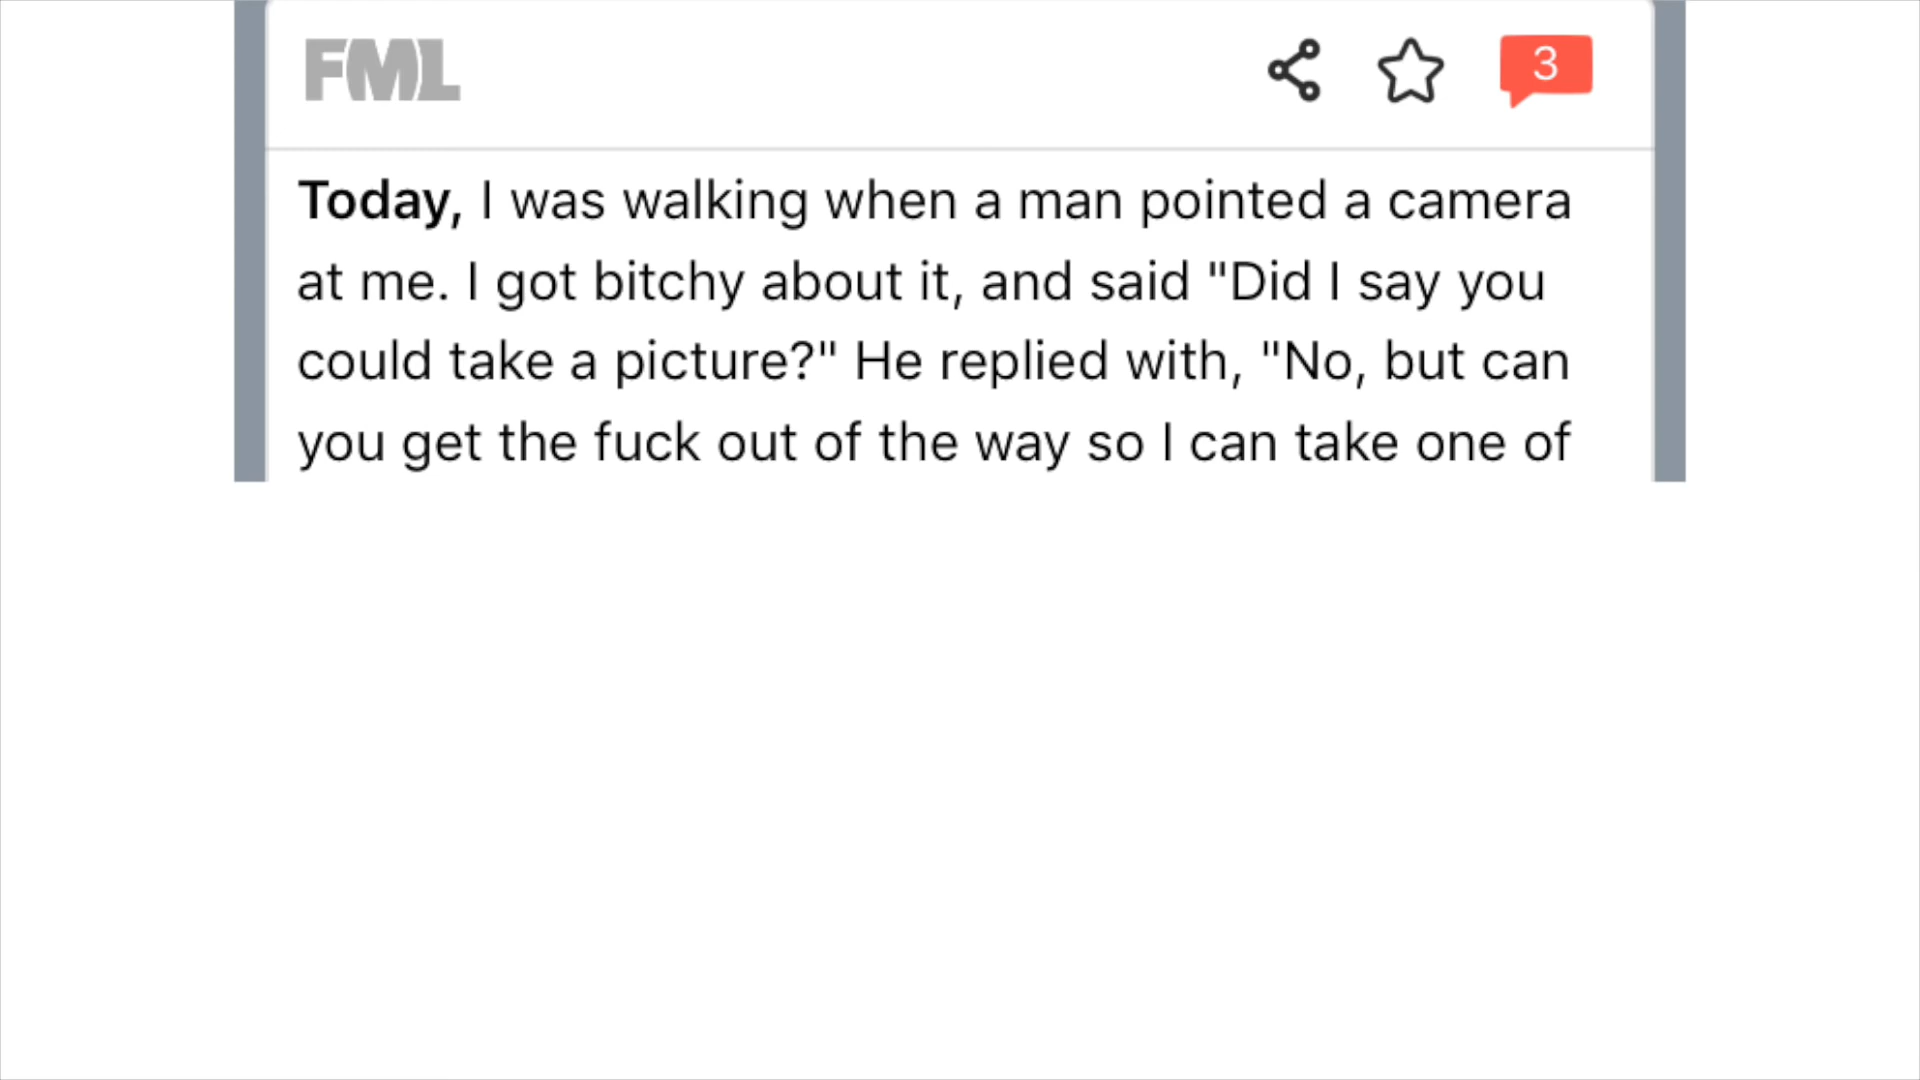 FML
3
Today, I was walking when a man pointed a camera
at me. I got bitchy about it, and said "Did I say you
could take a picture?" He replied with, "No, but can
you get the fuck out of the way so I can take one of